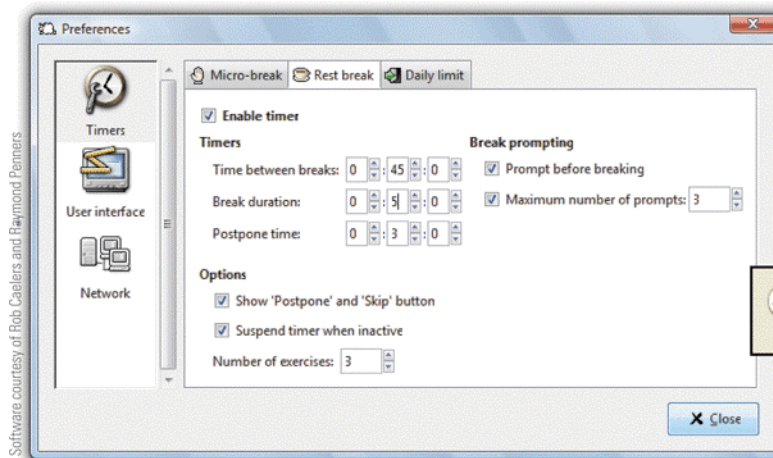 Preferences
Micro-break Rest break Daily limit
Timers
User interface
Network
Enable timer
Timers
Time between breaks: 0 : 45 : 0
Break duration: 0 : 5 : 0
Postpone time: 0 : 3 : 0
Break prompting
Prompt before breaking
Maximum number of prompts: 3
Options
Show 'Postpone' and 'Skip' button
Suspend timer when inactive
Number of exercises: 3
Close
Software courtesy of Rob Caelers and Raymond Penners